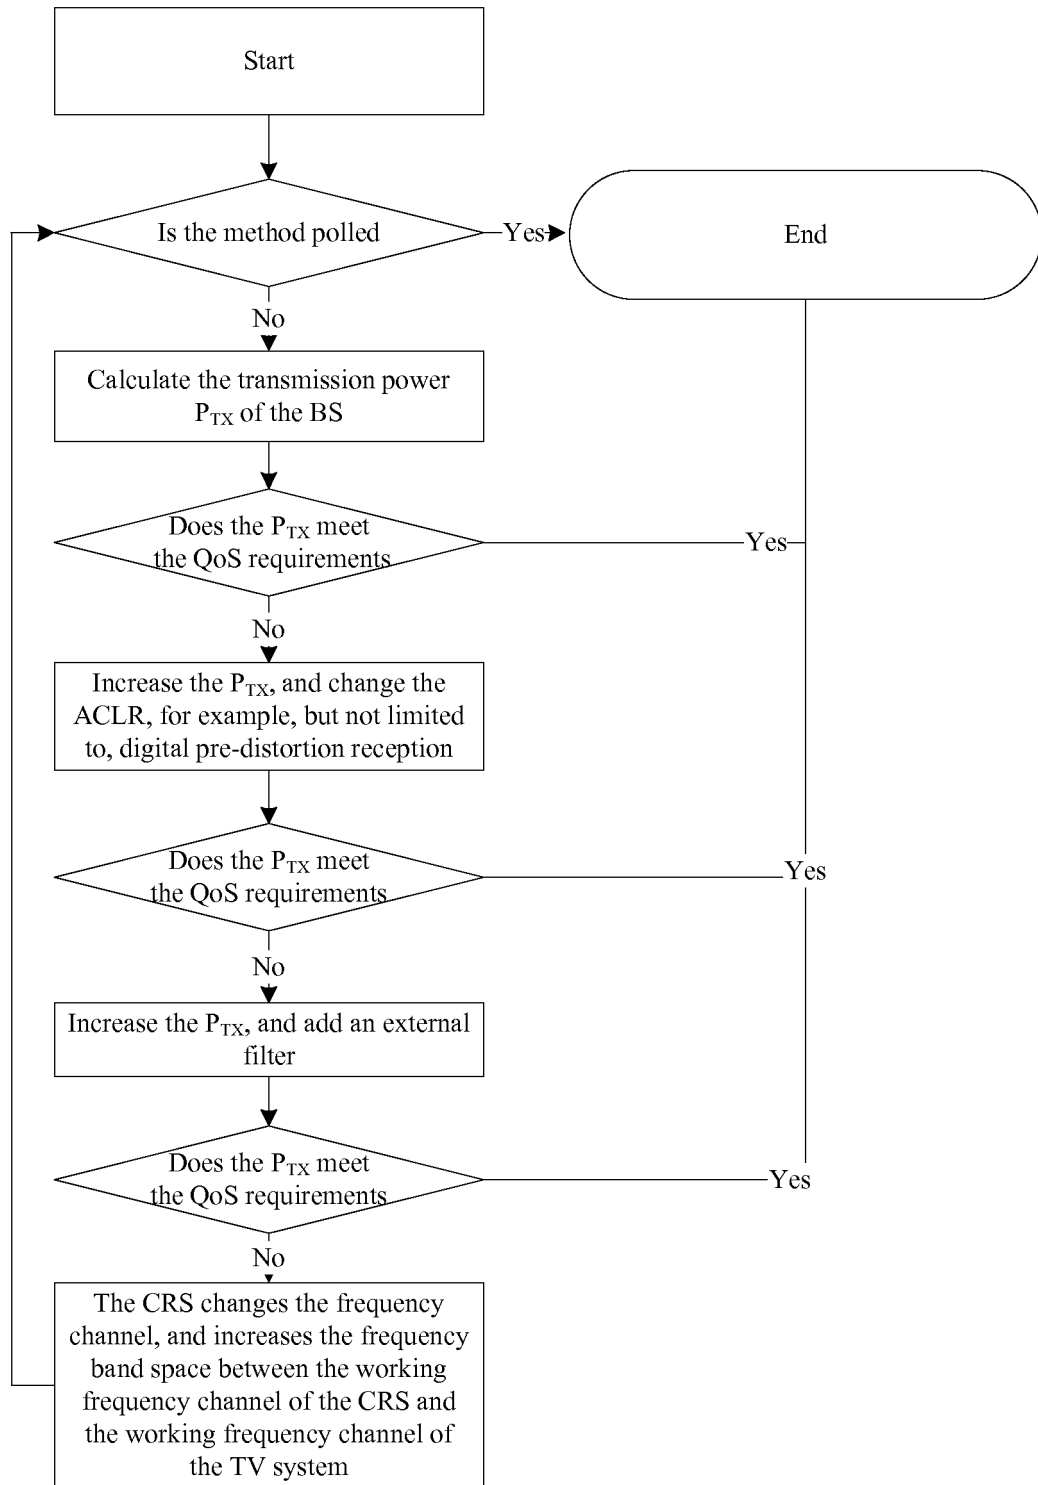 Start
Is the method polled
Yes
End
No
Calculate the transmission power
PTX of the BS
Does the PTX meet
the QoS requirements
Yes
No
Increase the PTX, and change the
ACLR, for example, but not limited
to, digital pre-distortion reception
Does the PTX meet
the QoS requirements
Yes
No
Increase the PTX, and add an external
filter
Does the PTX meet
the QoS requirements
Yes
No
The CRS changes the frequency
channel, and increases the frequency
band space between the working
frequency channel of the CRS and
the working frequency channel of
the TV system